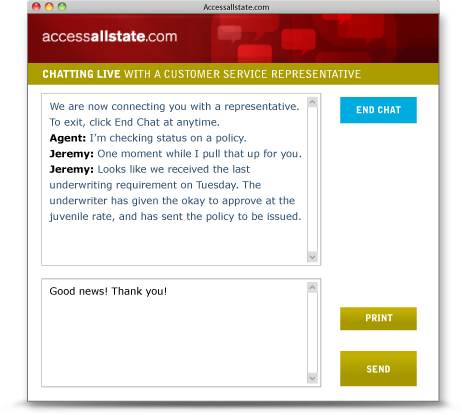 Accessallstate.com
accessallstate.com
CHATTING LIVE WITH A CUSTOMER SERVICE REPRESENTATIVE
We are now connecting you with a representative.
To exit, click End Chat at anytime.
Agent: I'm checking status on a policy.
Jeremy: One moment while I pull that up for you.
Jeremy: Looks like we received the last
underwriting requirement on Tuesday. The
underwriter has given the okay to approve at the
juvenile rate, and has sent the policy to be issued.
END CHAT
Good news! Thank you!
PRINT
SEND